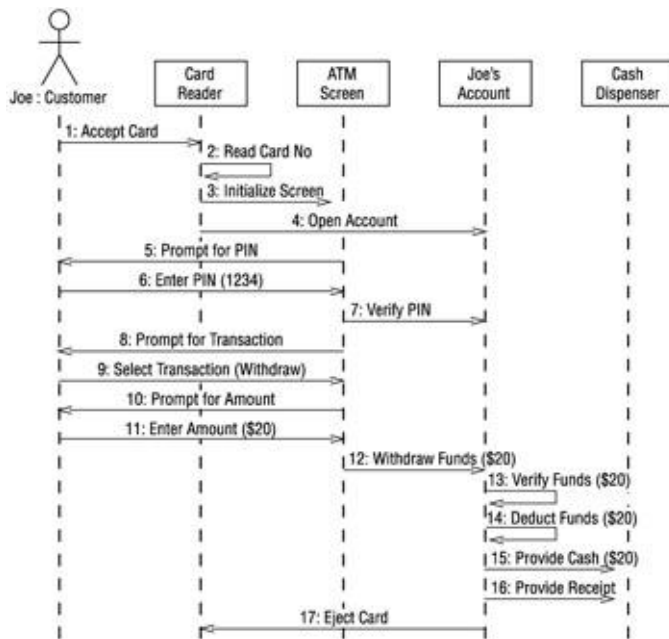 Joe : Customer
Card
Reader
ATM
Screen
Joe's
Account
Cash
Dispenser
1: Accept Card
2: Read Card No
3: Initialize Screen
4: Open Account
5: Prompt for PIN
6: Enter PIN (1234)
7: Verify PIN
8: Prompt for Transaction
9: Select Transaction (Withdraw)
10: Prompt for Amount
11: Enter Amount ($20)
12: Withdraw Funds ($20)
13: Verify Funds ($20)
14: Deduct Funds ($20)
15: Provide Cash ($20)
16: Provide Receipt
17: Eject Card